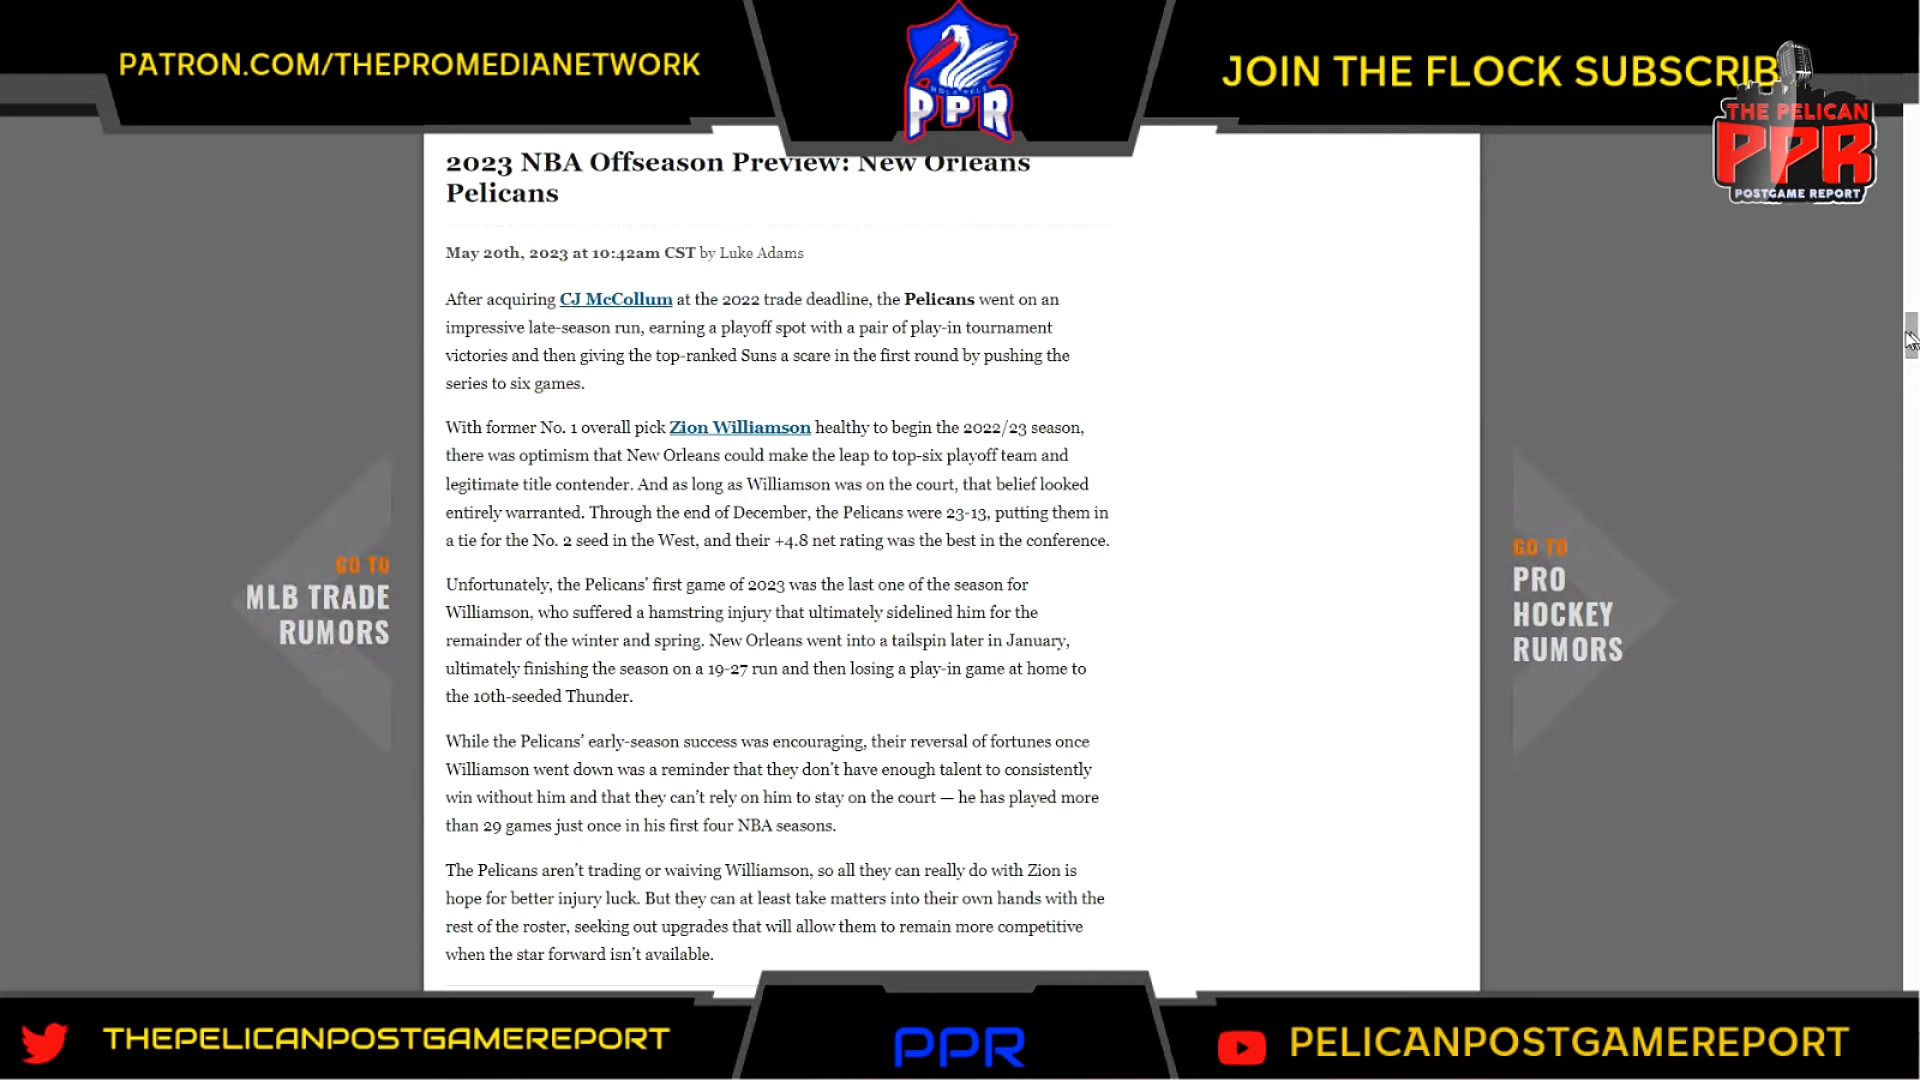 PATRON.COM/THEPROMEDIANETWORK
PPR
JOIN THE FLOCK SUBSCRIB
THE PELICAN
PPR
POSTGAME REPORT
2023 NBA Offseason Preview: New Orleans
Pelicans
May 20th, 2023 at 10:42am CST by Luke Adams
After acquiring CJ McCollum at the 2022 trade deadline, the Pelicans went on an
impressive late-season run, earning a playoff spot with a pair of play-in tournament
victories and then giving the top-ranked Suns a scare in the first round by pushing the
series to six games.
With former No. 1 overall pick Zion Williamson healthy to begin the 2022/23 season,
there was optimism that New Orleans could make the leap to top-six playoff team and
legitimate title contender. And as long as Williamson was on the court, that belief looked
entirely warranted. Through the end of December, the Pelicans were 23-13, putting them in
a tie for the No. 2 seed in the West, and their +4.8 net rating was the best in the conference.
Unfortunately, the Pelicans’ first game of 2023 was the last one of the season for
Williamson, who suffered a hamstring injury that ultimately sidelined him for the
remainder of the winter and spring. New Orleans went into a tailspin later in January,
ultimately finishing the season on a 19-27 run and then losing a play-in game at home to
the 10th-seeded Thunder.
While the Pelicans’ early-season success was encouraging, their reversal of fortunes once
Williamson went down was a reminder that they don’t have enough talent to consistently
win without him and that they can’t rely on him to stay on the court — he has played more
than 29 games just once in his first four NBA seasons.
The Pelicans aren’t trading or waiving Williamson, so all they can really do with Zion is
hope for better injury luck. But they can at least take matters into their own hands with the
rest of the roster, seeking out upgrades that will allow them to remain more competitive
when the star forward isn’t available.
GO TO
MLB TRADE
RUMORS
GO TO
PRO
HOCKEY
RUMORS
THEPELICANPOSTGAMEREPORT
PPR
PELICANPOSTGAMEREPORT